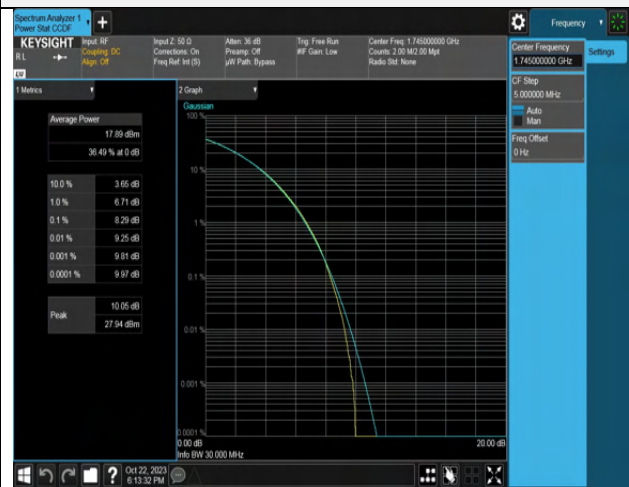 Spectrum Analyzer 1
Power Stat CCDF
Frequency
KEYSIGHT
RL
Input: RF
Coupling: DC
Align: Off
Input Z: 50 Ω
Corrections: On
Freq Ref: Int (S)
Atten: 36 dB
Preamp: Off
µW Path: Bypass
Trig: Free Run
#IF Gain: Low
Center Freq: 1.745000000 GHz
Counts: 2.00 M/2.00 Mpt
Radio Std: None
Center Frequency
1.745000000 GHz
Settings
CF Step
5.000000 MHz
Auto
Man
Freq Offset
0 Hz
1 Metrics
Average Power
17.89 dBm
36.49 % at 0 dB
10.0 % 3.65 dB
1.0 % 6.71 dB
0.1 % 8.29 dB
0.01 % 9.25 dB
0.001 % 9.81 dB
0.0001 % 9.97 dB
Peak
10.05 dB
27.94 dBm
2 Graph
Gaussian
100 %
10 %
1 %
0.1 %
0.01 %
0.001 %
0.0001 %
0.00 dB
20.00 dB
Info BW 30.000 MHz
?
Oct 22, 2023
6:13:32 PM